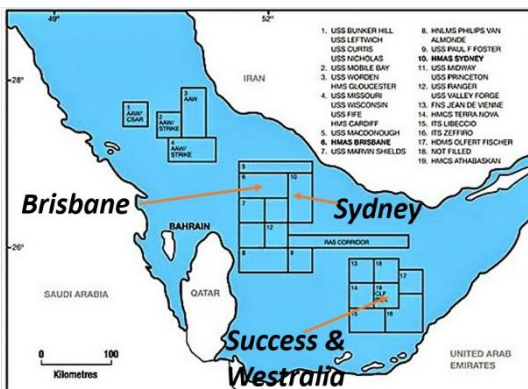 49°
52°
IRAN
28°
1. USS BUNKER HILL
USS LEFTWICH
USS CURTIS
USS NICHOLAS
2. USS MOBILE BAY
3. USS WORDEN
HMS GLOUCESTER
4. USS MISSOURI
USS WISCONSIN
USS FIFE
HMS CARDIFF
5. USS MACDONOUGH
6. HMAS BRISBANE
7. USS MARVIN SHIELDS
8. HNLMS PHILIPS VAN
ALMONDE
9. USS PAUL F FOSTER
10. HMAS SYDNEY
11. USS MIDWAY
USS PRINCETON
12. USS RANGER
USS VALLEY FORGE
13. FNS JEAN DE VIENNE
14. HMCS TERRA NOVA
15. ITS LIBECCIO
16. ITS ZEFFIRO
17. HDMS OLFERT FISCHER
18. NOT FILLED
19. HMCS ATHABASKAN
3
AAW
1
AAW/
CSAR
2
AAW/
STRIKE
4
AAW/
STRIKE
5
6
10
Brisbane
Sydney
7
BAHRAIN
12
RAS CORRIDOR
26°
8
9
13
18
17
SAUDI ARABIA
QATAR
14
19
CLF
15
16
Success &
Westralia
UNITED ARAB
EMIRATES
0
100
Kilometres